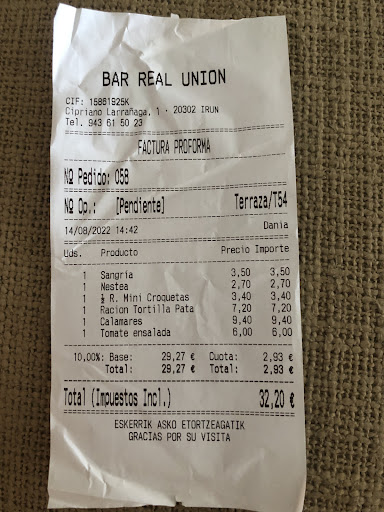 BAR REAL UNION
CIF: 15881925K
Cipriano Larrañaga, 1 - 20302 IRUN
Tel. 943 61 50 23
FACTURA PROFORMA
Nº Pedido: 058
Nº Op.: [Pendiente] Terraza/T54
14/08/2022 14:42 Dania
Uds. Producto Precio Importe
1 Sangria 3,50 3,50
1 Nestea 2,70 2,70
1 ½ R. Mini Croquetas 3,40 3,40
1 Racion Tortilla Pata 7,20 7,20
1 Calamares 9,40 9,40
1 Tomate ensalada 6,00 6,00
10,00%: Base: 29,27 € Cuota: 2,93 €
Total: 29,27 € Total: 2,93 €
Total (Impuestos Incl.) 32,20 €
ESKERRIK ASKO ETORTZEAGATIK
GRACIAS POR SU VISITA